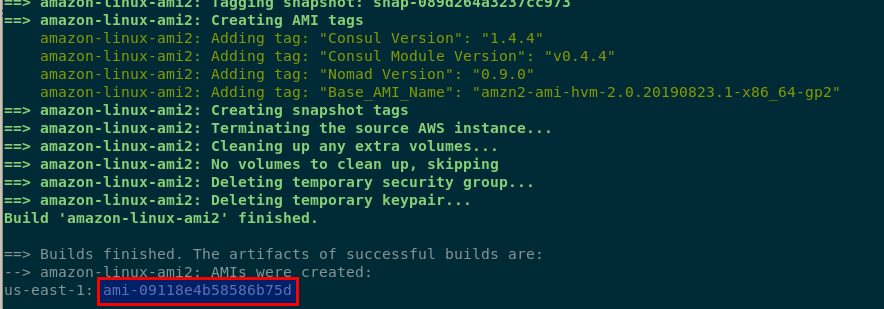 ==> amazon-linux-ami2: Tagging snapshot: snap-089d264a3237cc973
==> amazon-linux-ami2: Creating AMI tags
    amazon-linux-ami2: Adding tag: "Consul Version": "1.4.4"
    amazon-linux-ami2: Adding tag: "Consul Module Version": "v0.4.4"
    amazon-linux-ami2: Adding tag: "Nomad Version": "0.9.0"
    amazon-linux-ami2: Adding tag: "Base_AMI_Name": "amzn2-ami-hvm-2.0.20190823.1-x86_64-gp2"
==> amazon-linux-ami2: Creating snapshot tags
==> amazon-linux-ami2: Terminating the source AWS instance...
==> amazon-linux-ami2: Cleaning up any extra volumes...
==> amazon-linux-ami2: No volumes to clean up, skipping
==> amazon-linux-ami2: Deleting temporary security group...
==> amazon-linux-ami2: Deleting temporary keypair...
Build 'amazon-linux-ami2' finished.
==> Builds finished. The artifacts of successful builds are:
--> amazon-linux-ami2: AMIs were created:
us-east-1: ami-09118e4b58586b75d